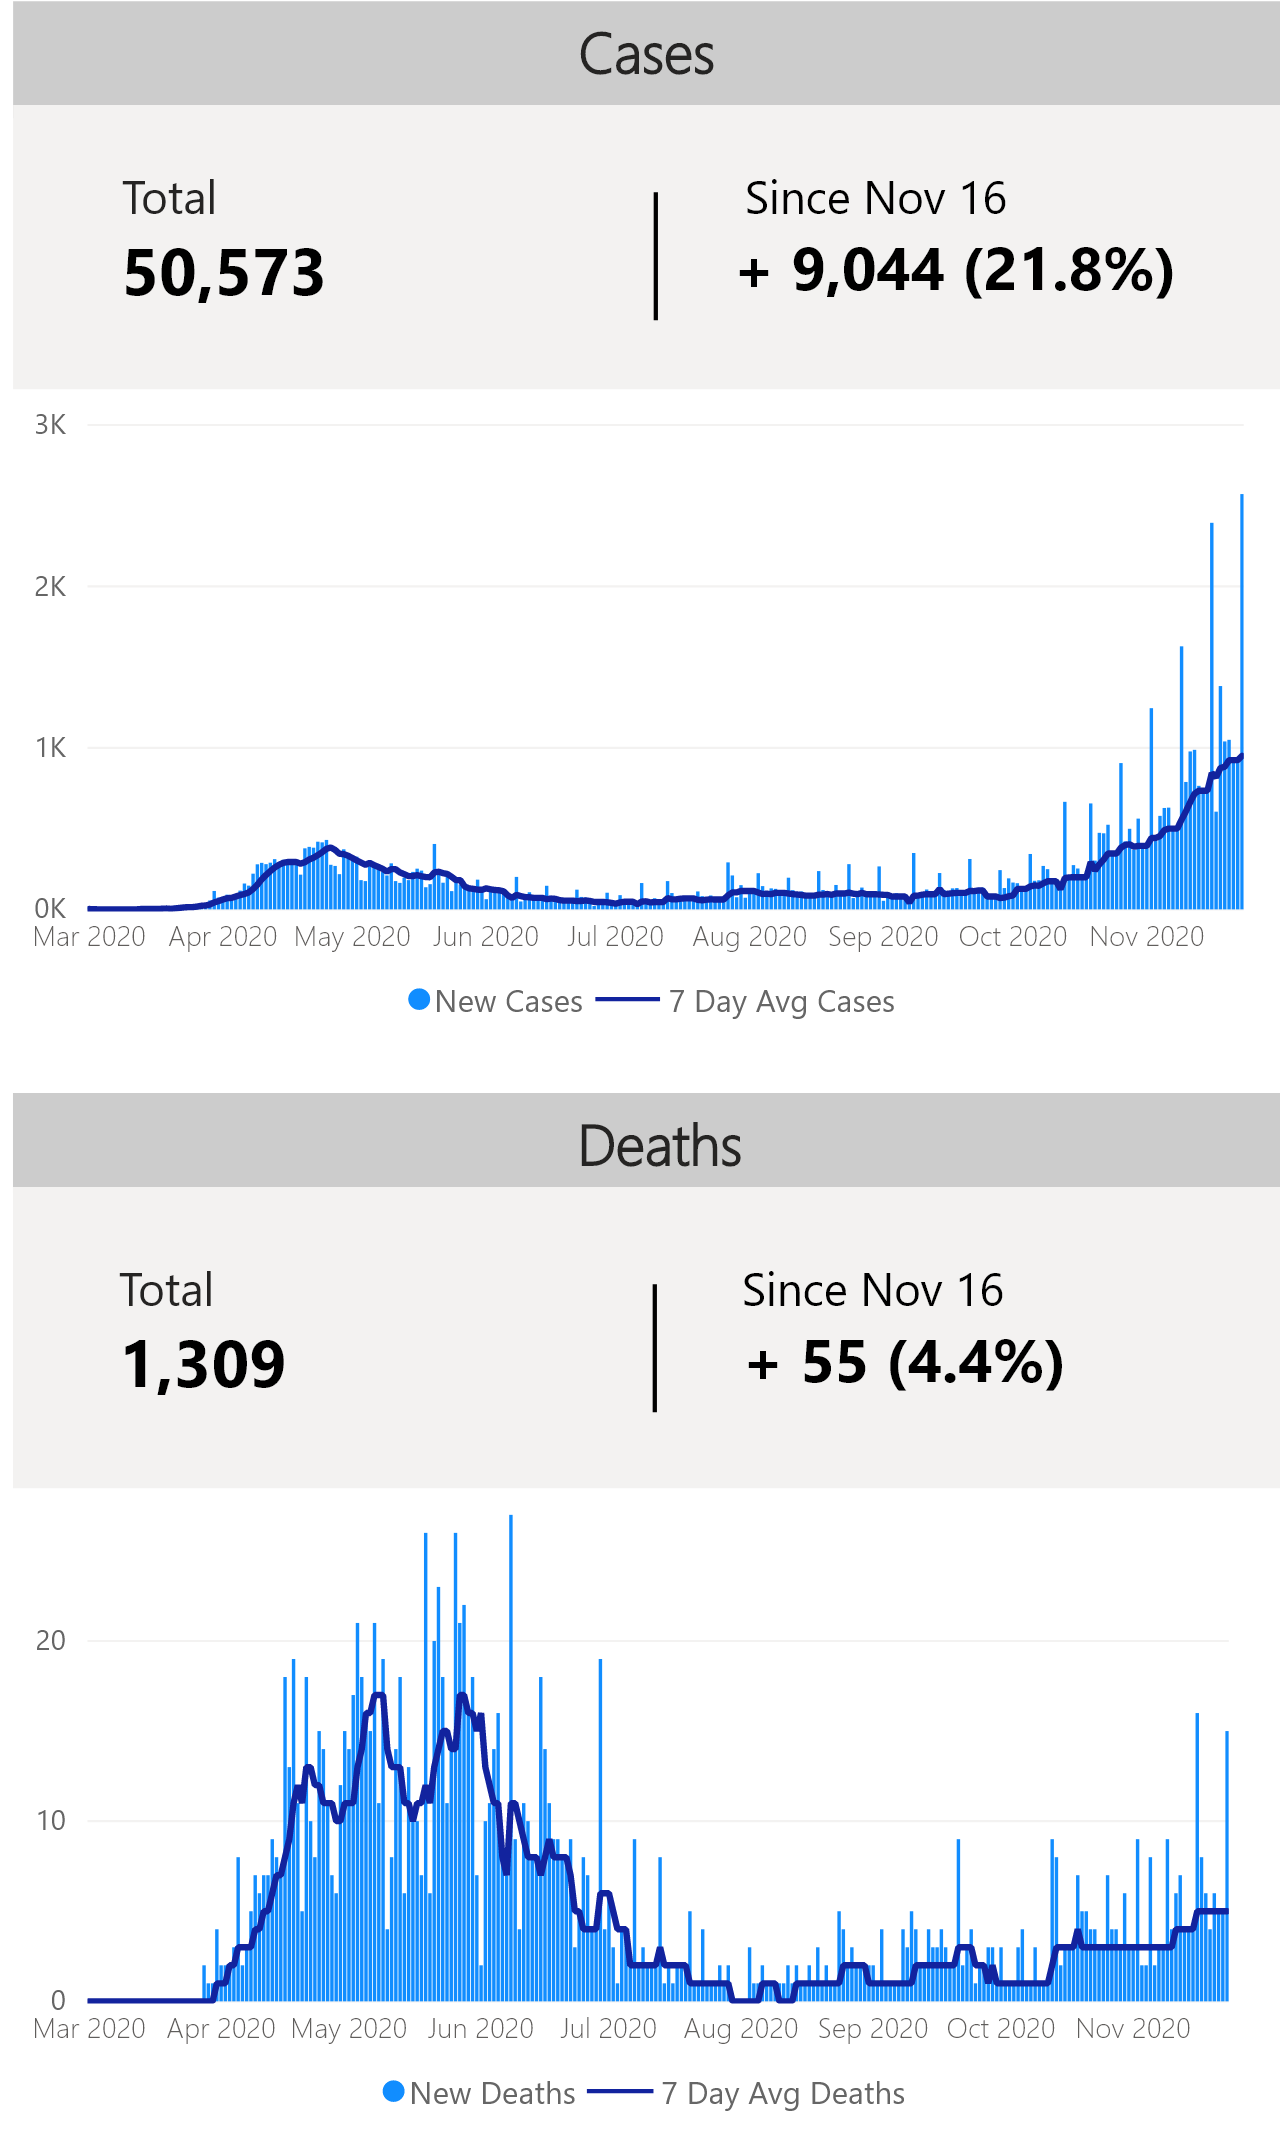 Cases
Total
Since Nov 16
50,573
+ 9,044 (21.8%)
3K
2K
1K
0K
Mar 2020 Apr 2020 May 2020 Jun 2020 Jul 2020 Aug 2020 Sep 2020 Oct 2020 Nov 2020
New Cases 7 Day Avg Cases
Deaths
Total
Since Nov 16
1,309
+ 55 (4.4%)
20
10
0
Mar 2020 Apr 2020 May 2020 Jun 2020 Jul 2020 Aug 2020 Sep 2020 Oct 2020 Nov 2020
New Deaths 7 Day Avg Deaths